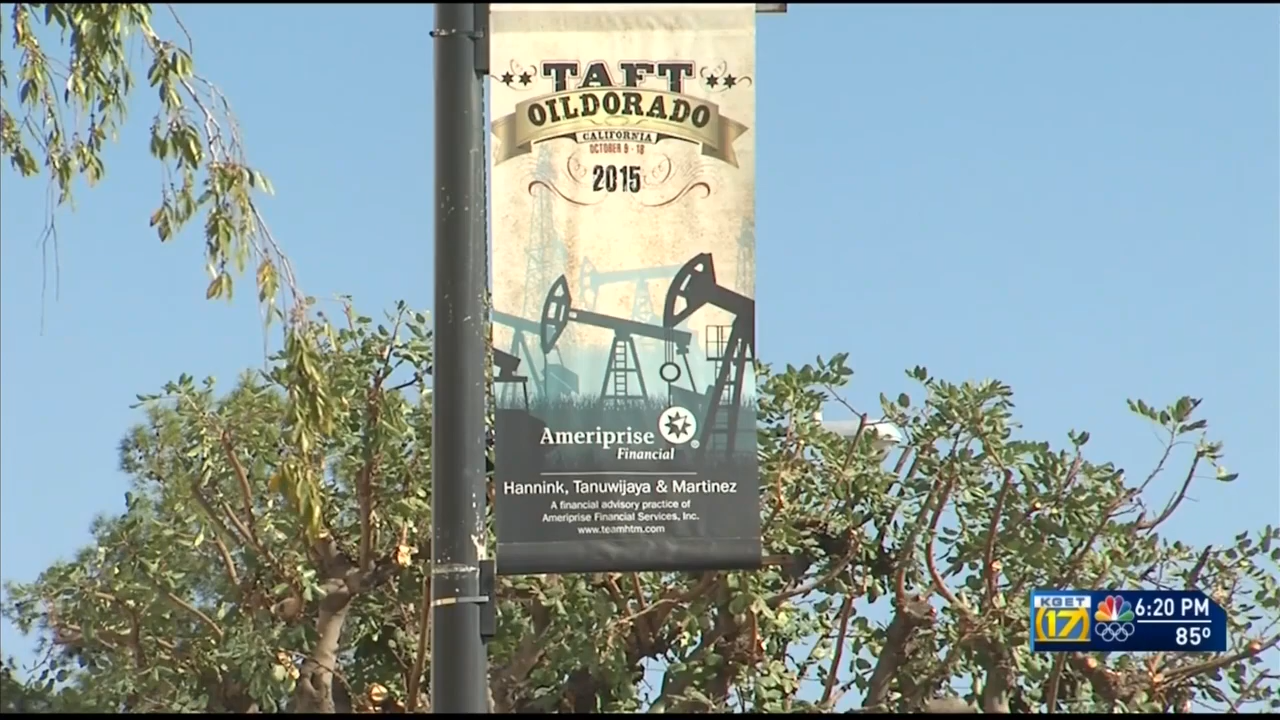 TAFT
OILDORADO
CALIFORNIA
OCTOBER 9 - 18
2015
Ameriprise
Financial
Hannink, Tanuwijaya & Martinez
A financial advisory practice of
Ameriprise Financial Services, Inc.
www.teamhtm.com
KGET
17
6:20 PM
85°